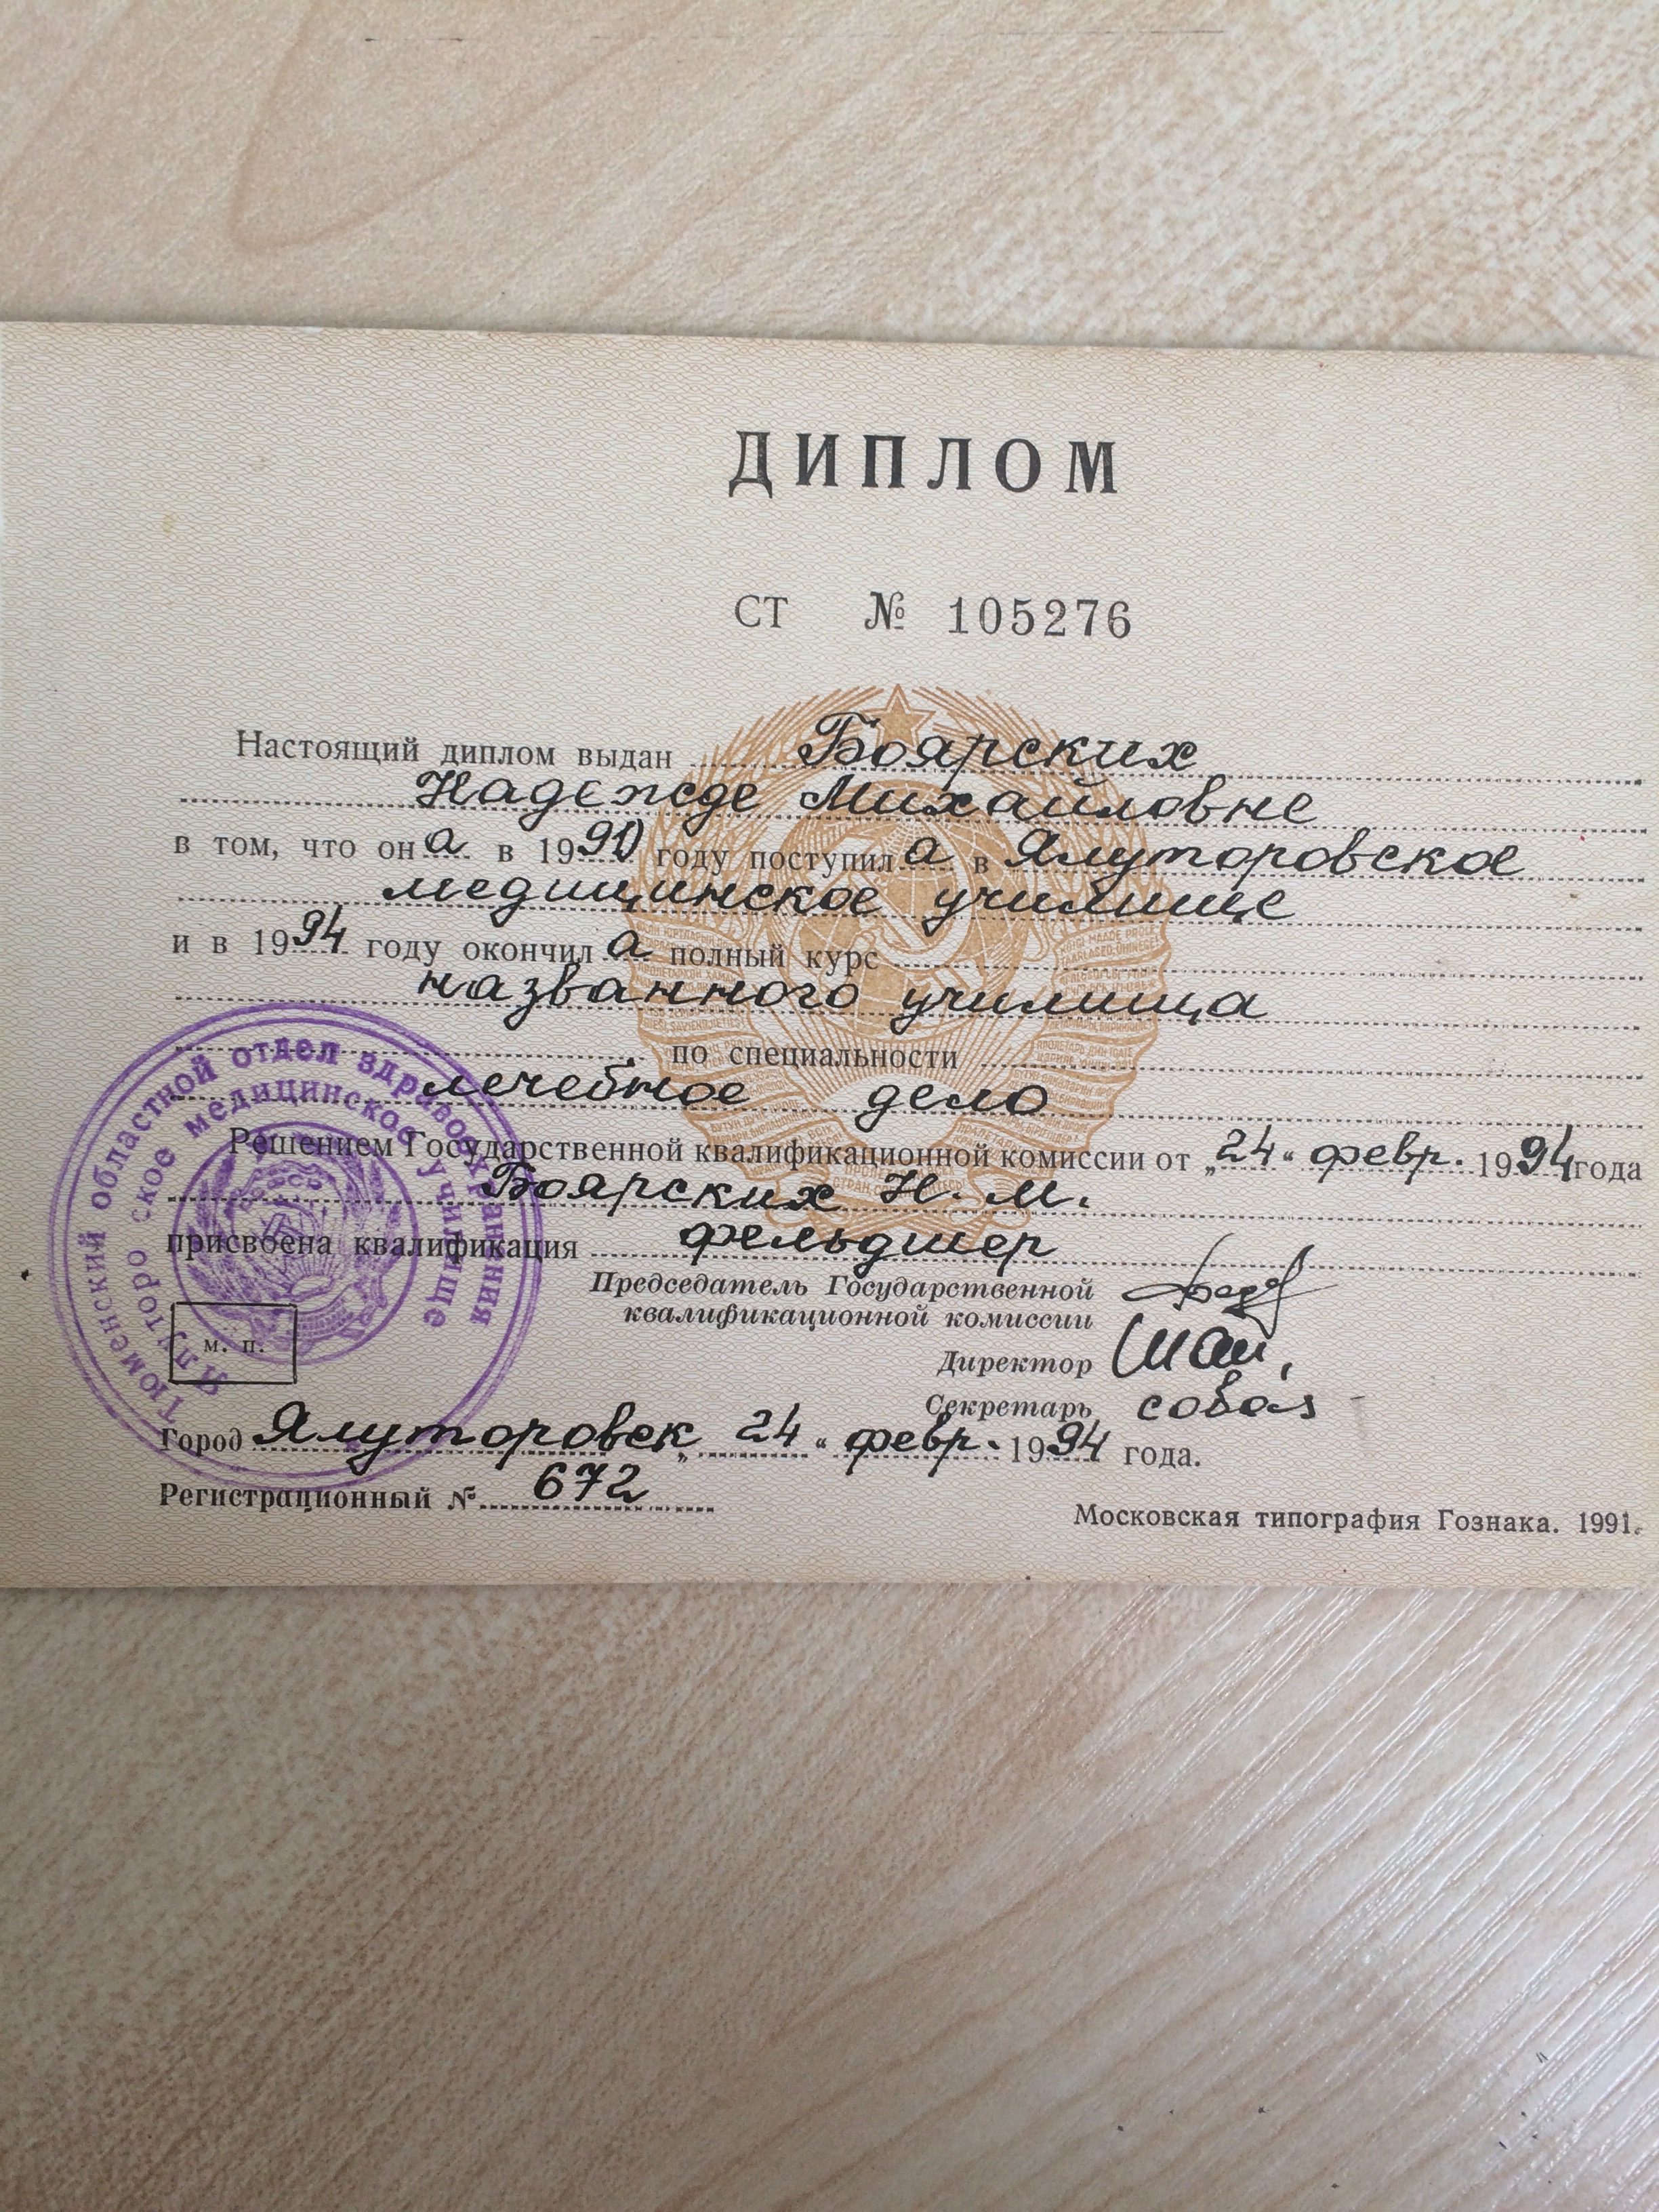 ДИПЛОМ
СТ № 105276
Настоящий диплом выдан Боярских
Надежде Михайловне
в том, что она в 1990 году поступила в Ялуторовское
медицинское училище
и в 1994 году окончила полный курс
названного училища
по специальности
лечебное дело
Решением Государственной квалификационной комиссии от „24“ февр. 1994 года
Боярских Н. М.
присвоена квалификация фельдшер
Председатель Государственной
квалификационной комиссии
Директор
Секретарь
м. п.
Город Ялуторовск „24“ февр. 1994 года.
Регистрационный № 672
Московская типография Гознака. 1991.
Тюменский областной отдел здравоохранения
Ялуторо ское медицинское училище
СССР